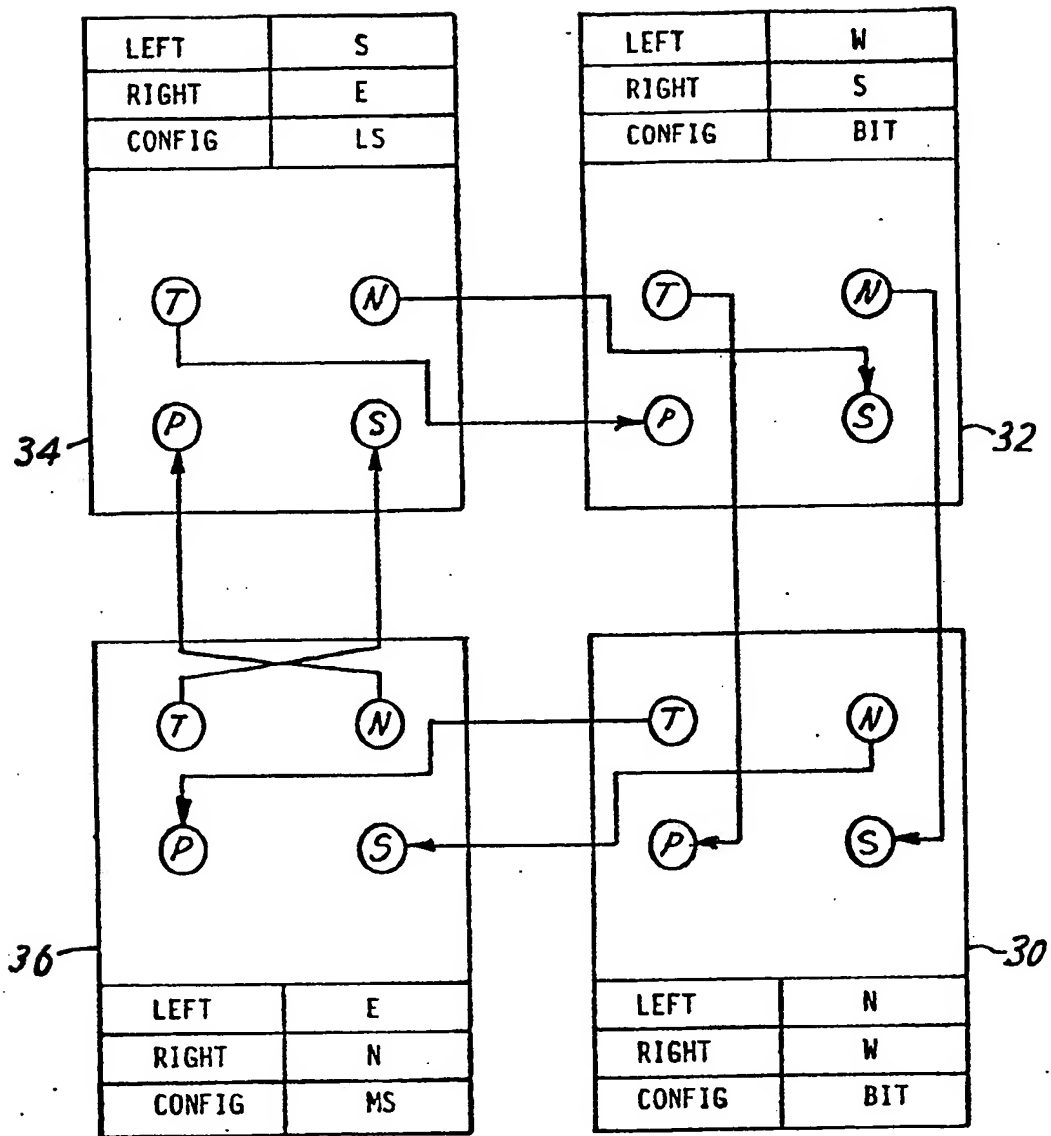 LEFT S
RIGHT E
CONFIG LS
T N
P S
34
LEFT W
RIGHT S
CONFIG BIT
T N
P S
32
T N
P S
36
LEFT E
RIGHT N
CONFIG MS
T N
P S
30
LEFT N
RIGHT W
CONFIG BIT